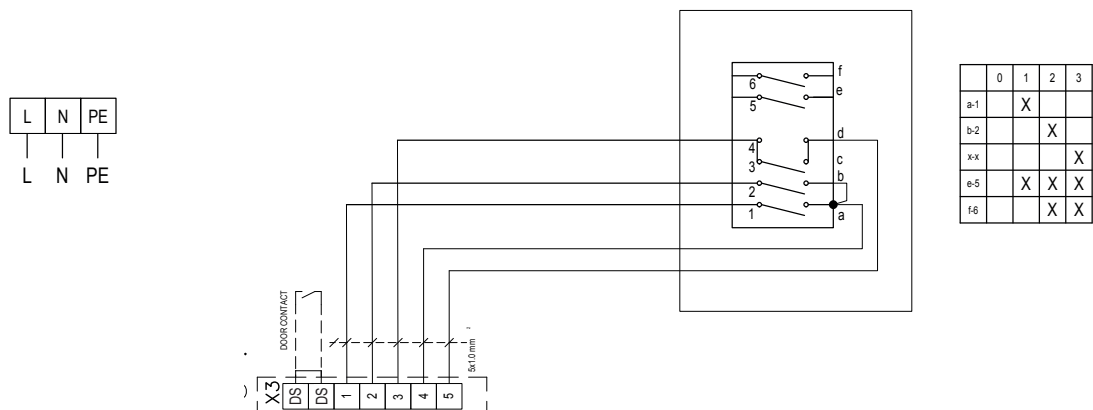 L N PE
L N PE
6 f
5 e
4 d
3 c
2 b
1 a
0 1 2 3
a-1 X
b-2 X
x-x X
e-5 X X X
f-6 X X
DOOR CONTACT
5x1.0 mm ²
X3 DS DS 1 2 3 4 5
)